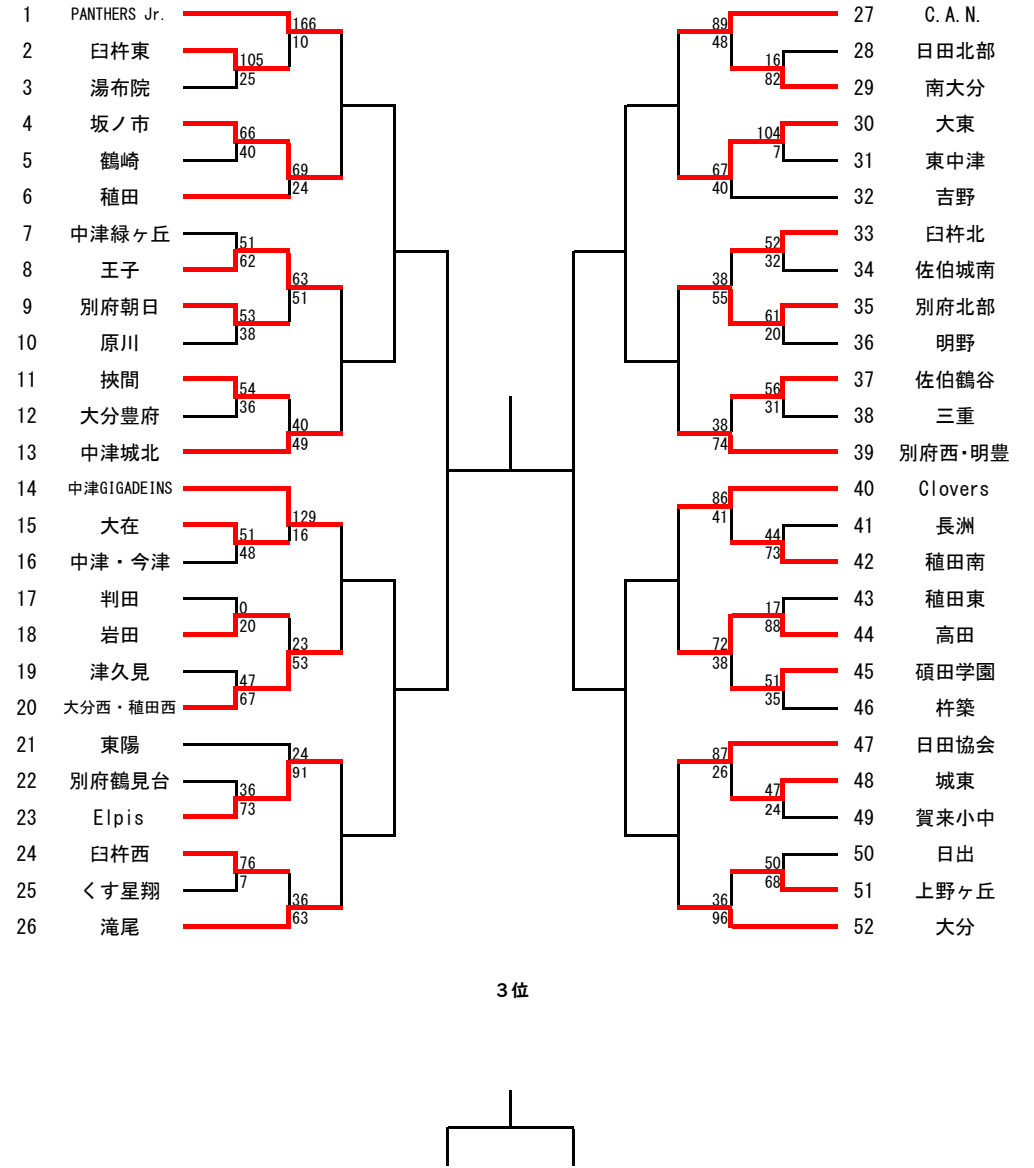 1 PANTHERS Jr.
166
10
2 臼杵東
105
25
3 湯布院
4 坂ノ市
66
40
5 鶴崎
69
24
6 稙田
7 中津緑ヶ丘
51
62
8 王子
63
51
9 別府朝日
53
38
10 原川
11 挾間
54
36
12 大分豊府
40
49
13 中津城北
14 中津GIGADEINS
129
16
15 大在
51
48
16 中津・今津
17 判田
0
20
18 岩田
23
53
19 津久見
47
67
20 大分西・稙田西
21 東陽
24
91
22 別府鶴見台
36
73
23 Elpis
24 臼杵西
76
7
25 くす星翔
36
63
26 滝尾
27 C.A.N.
89
48
28 日田北部
16
82
29 南大分
30 大東
104
7
31 東中津
67
40
32 吉野
33 臼杵北
52
32
34 佐伯城南
38
55
35 別府北部
61
20
36 明野
37 佐伯鶴谷
56
31
38 三重
38
74
39 別府西・明豊
40 Clovers
86
41
41 長洲
44
73
42 稙田南
43 稙田東
17
88
44 高田
72
38
45 碩田学園
51
35
46 杵築
47 日田協会
87
26
48 城東
47
24
49 賀来小中
50 日出
50
68
51 上野ヶ丘
36
96
52 大分
３位